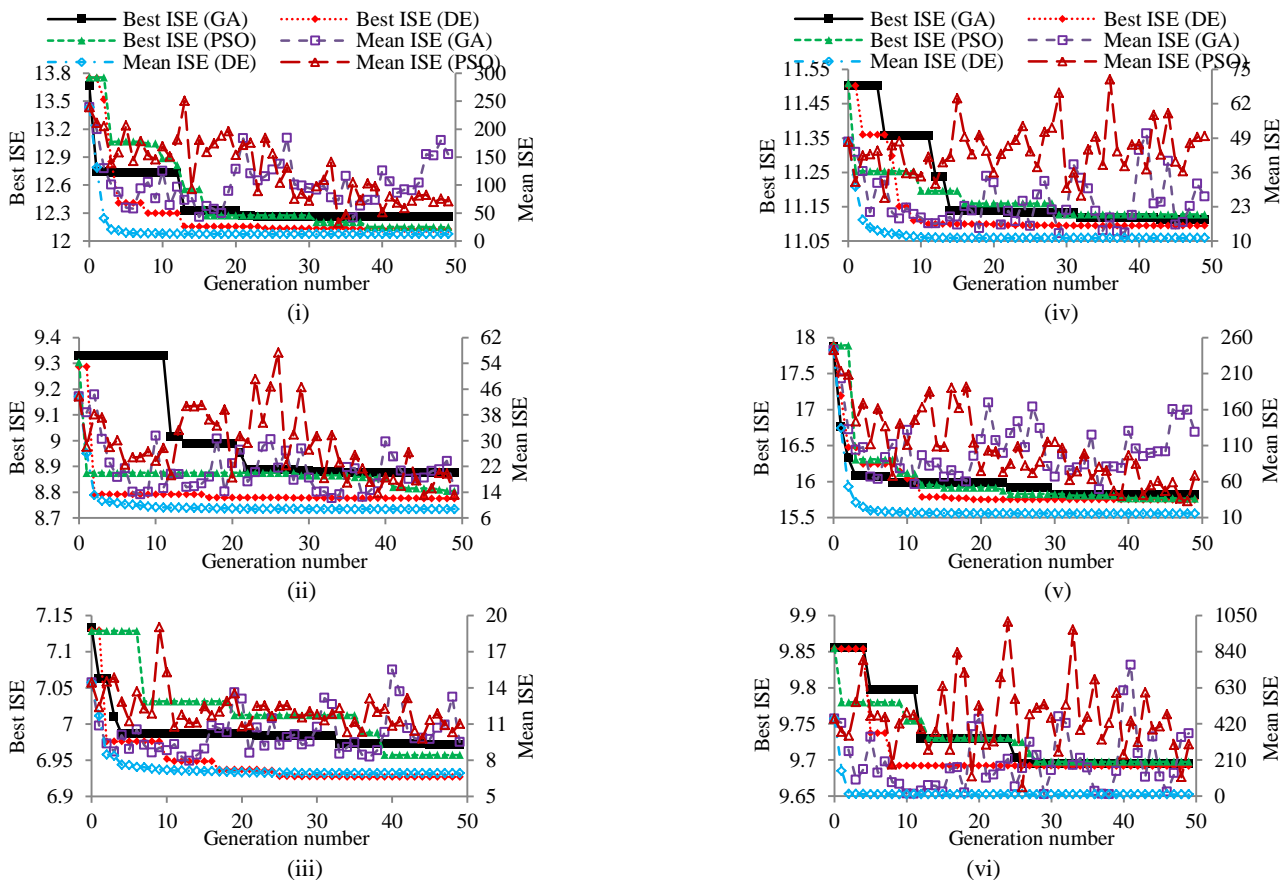 Best ISE (GA) Best ISE (DE)
Best ISE (PSO) Mean ISE (GA)
Mean ISE (DE) Mean ISE (PSO)
13.8
13.5
13.2
12.9
12.6
12.3
12
Best ISE
300
250
200
150
100
50
0
Mean ISE
0 10 20 30 40 50
Generation number
(i)
Best ISE (GA) Best ISE (DE)
Best ISE (PSO) Mean ISE (GA)
Mean ISE (DE) Mean ISE (PSO)
11.55
11.45
11.35
11.25
11.15
11.05
Best ISE
75
62
49
36
23
10
Mean ISE
0 10 20 30 40 50
Generation number
(iv)
9.4
9.3
9.2
9.1
9
8.9
8.8
8.7
Best ISE
62
54
46
38
30
22
14
6
Mean ISE
0 10 20 30 40 50
Generation number
(ii)
18
17.5
17
16.5
16
15.5
Best ISE
260
210
160
110
60
10
Mean ISE
0 10 20 30 40 50
Generation number
(v)
7.15
7.1
7.05
7
6.95
6.9
Best ISE
20
17
14
11
8
5
Mean ISE
0 10 20 30 40 50
Generation number
(iii)
9.9
9.85
9.8
9.75
9.7
9.65
Best ISE
1050
840
630
420
210
0
Mean ISE
0 10 20 30 40 50
Generation number
(vi)